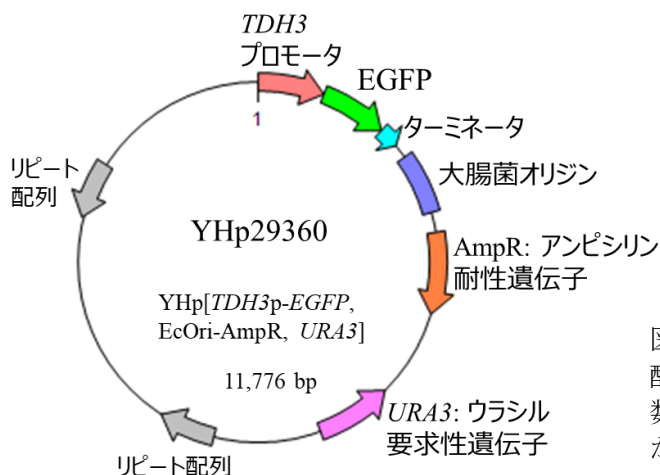 TDH3
プロモータ
EGFP
ターミネータ
1
大腸菌オリジン
リピート
配列
YHp29360
AmpR: アンピシリン
耐性遺伝子
YHp[TDH3p-EGFP,
EcOri-AmpR, URA3]
11,776 bp
URA3: ウラシル
要求性遺伝子
リピート配列